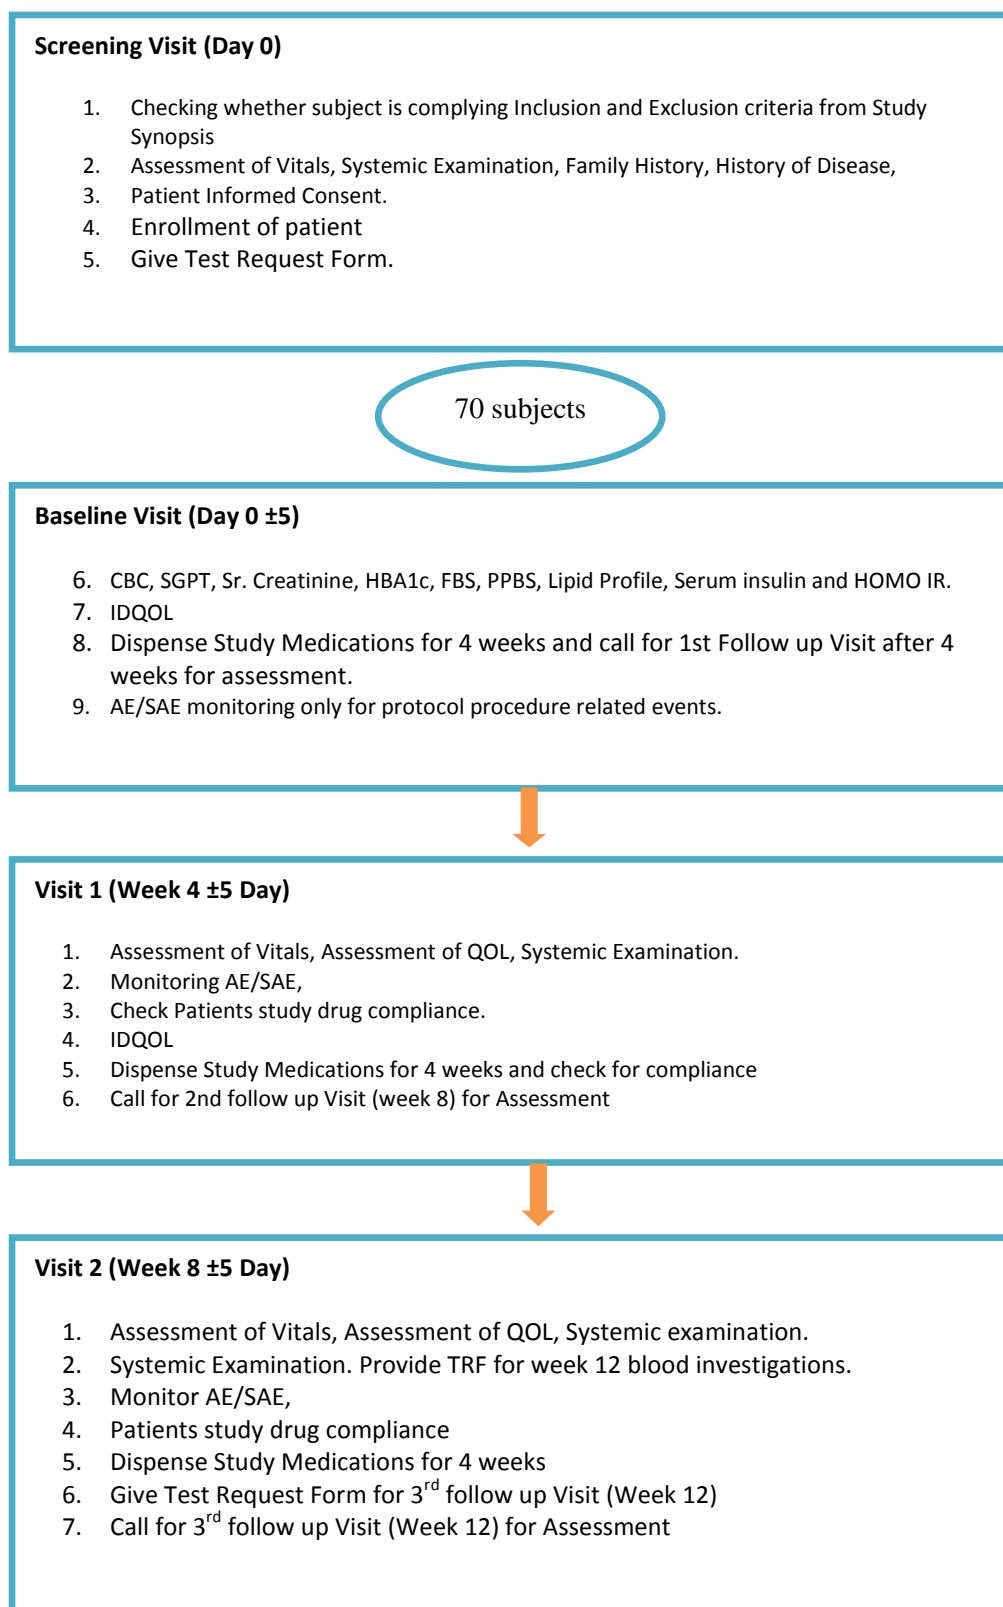 Screening Visit (Day 0)
1. Checking whether subject is complying Inclusion and Exclusion criteria from Study
Synopsis
2. Assessment of Vitals, Systemic Examination, Family History, History of Disease,
3. Patient Informed Consent.
4. Enrollment of patient
5. Give Test Request Form.
70 subjects
Baseline Visit (Day 0 ±5)
6. CBC, SGPT, Sr. Creatinine, HBA1c, FBS, PPBS, Lipid Profile, Serum insulin and HOMO IR.
7. IDQOL
8. Dispense Study Medications for 4 weeks and call for 1st Follow up Visit after 4
weeks for assessment.
9. AE/SAE monitoring only for protocol procedure related events.
Visit 1 (Week 4 ±5 Day)
1. Assessment of Vitals, Assessment of QOL, Systemic Examination.
2. Monitoring AE/SAE,
3. Check Patients study drug compliance.
4. IDQOL
5. Dispense Study Medications for 4 weeks and check for compliance
6. Call for 2nd follow up Visit (week 8) for Assessment
Visit 2 (Week 8 ±5 Day)
1. Assessment of Vitals, Assessment of QOL, Systemic examination.
2. Systemic Examination. Provide TRF for week 12 blood investigations.
3. Monitor AE/SAE,
4. Patients study drug compliance
5. Dispense Study Medications for 4 weeks
6. Give Test Request Form for 3rd follow up Visit (Week 12)
7. Call for 3rd follow up Visit (Week 12) for Assessment